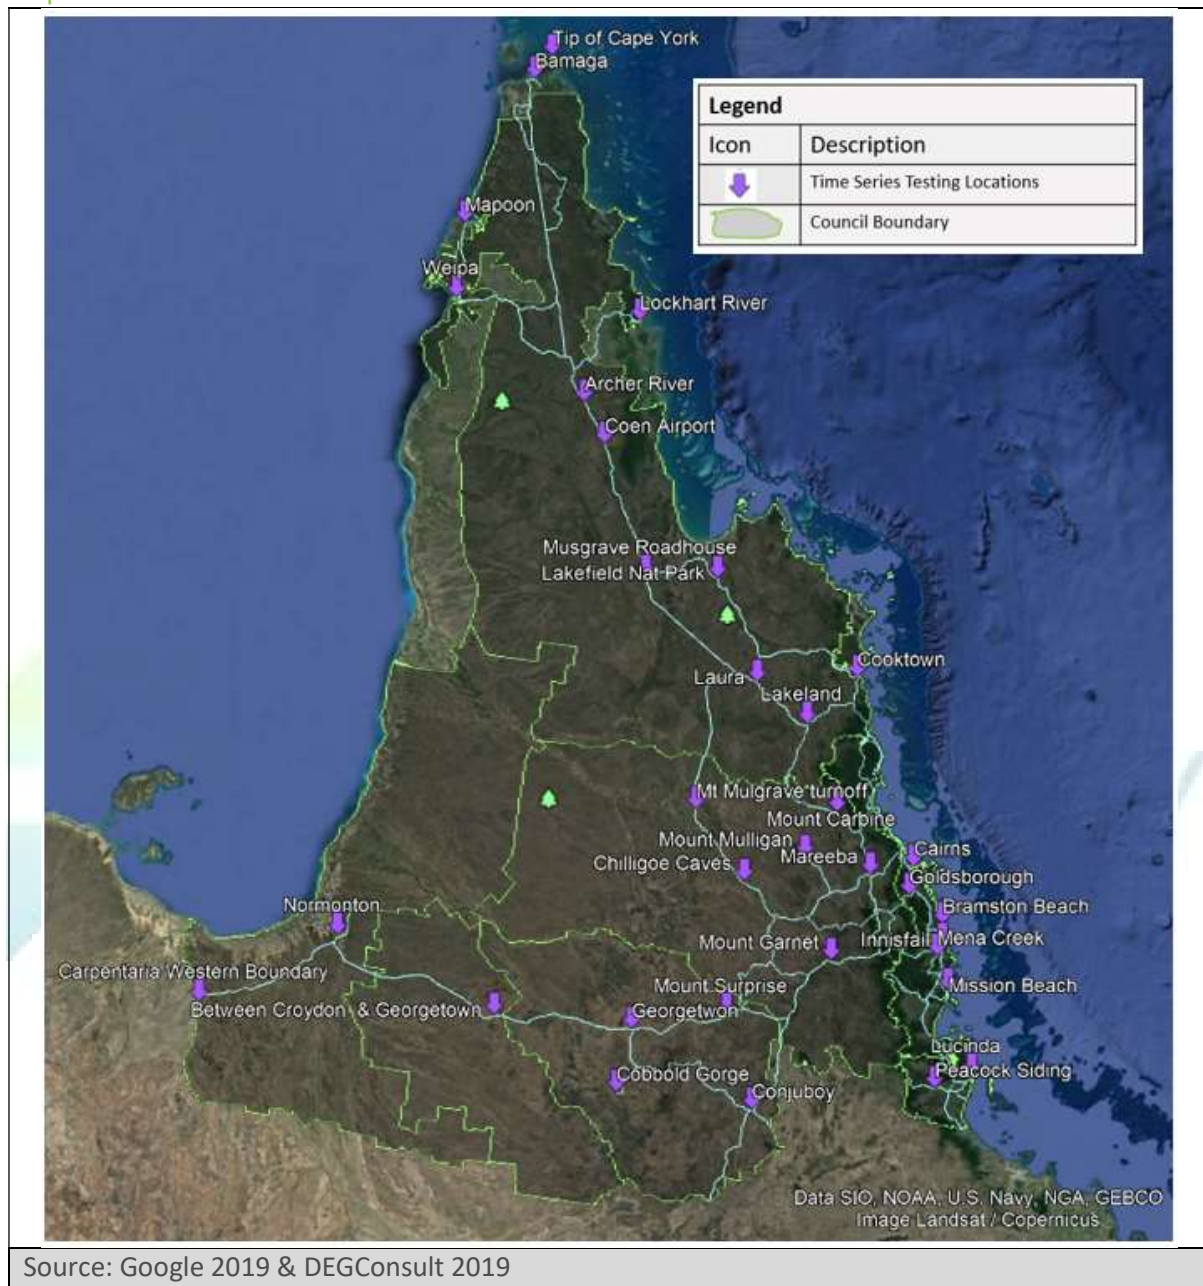 Tip of Cape York
Bamaga
Legend
Icon Description
Time Series Testing Locations
Council Boundary
Mapoon
Weipa
Lockhart River
Archer River
Coen Airport
Musgrave Roadhouse
Lakefield Nat Park
Cooktown
Laura
Lakeland
Mt Mulgrave turnoff
Mount Carbine
Mount Mulligan
Mareeba
Cairns
Chilligoe Caves
Goldsborough
Normonton
Bramston Beach
Mount Garnet
Innisfail
Mena Creek
Carpentaria Western Boundary
Mount Surprise
Mission Beach
Between Croydon & Georgetown
Georgetwon
Lucinda
Cobbold Gorge
Peacock Siding
Conjuboy
Data SIO, NOAA, U.S. Navy, NGA, GEBCO
Image Landsat / Copernicus
Source: Google 2019 & DEGConsult 2019